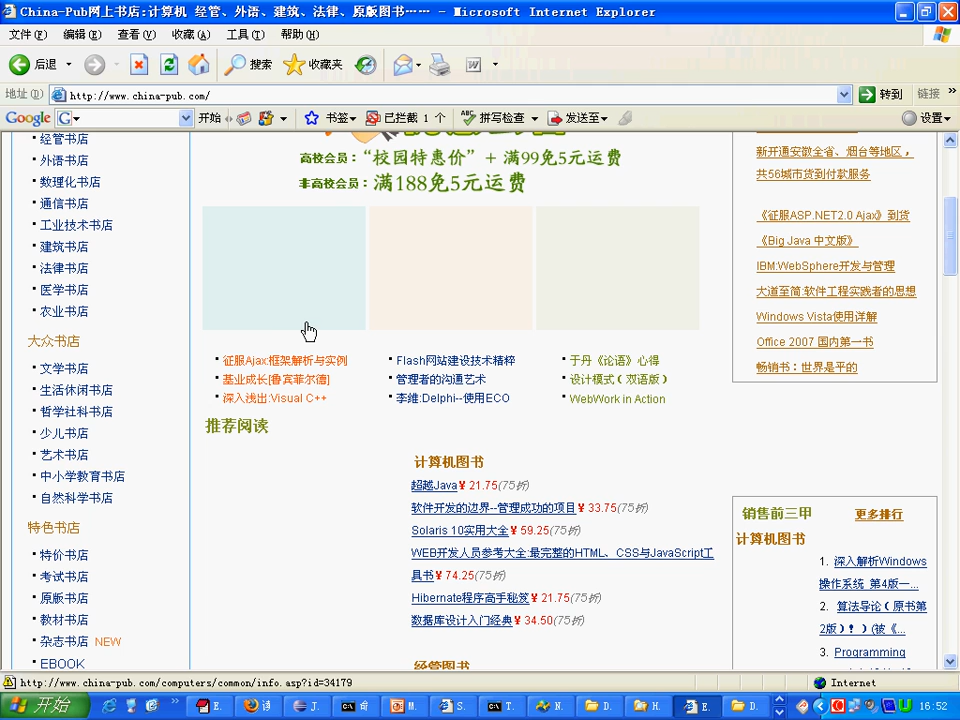 China-Pub网上书店:计算机 经管、外语、建筑、法律、原版图书…… - Microsoft Internet Explorer
文件(F) 编辑(E) 查看(V) 收藏(A) 工具(T) 帮助(H)
后退 搜索 收藏夹
地址(D) http://www.china-pub.com/ 转到 链接 »
Google G 开始 书签 已拦截 1 个 拼写检查 发送至 设置
经管书店
外语书店
数理化书店
通信书店
工业技术书店
建筑书店
法律书店
医学书店
农业书店
大众书店
文学书店
生活休闲书店
哲学社科书店
少儿书店
艺术书店
中小学教育书店
自然科学书店
特色书店
特价书店
考试书店
原版书店
教材书店
杂志书店 NEW
EBOOK
高校会员:“校园特惠价” + 满99免5元运费
非高校会员:满188免5元运费
征服Ajax:框架解析与实例
基业成长[鲁宾菲尔德]
深入浅出:Visual C++
Flash网站建设技术精粹
管理者的沟通艺术
李维:Delphi--使用ECO
于丹《论语》心得
设计模式(双语版)
WebWork in Action
推荐阅读
计算机图书
超越Java ¥ 21.75(75折)
软件开发的边界--管理成功的项目 ¥ 33.75(75折)
Solaris 10实用大全 ¥ 59.25(75折)
WEB开发人员参考大全:最完整的HTML、CSS与JavaScript工
具书 ¥ 74.25(75折)
Hibernate程序高手秘笈 ¥ 21.75(75折)
数据库设计入门经典 ¥ 34.50(75折)
经管图书
新开通安徽全省、烟台等地区,
共56城市货到付款服务
《征服ASP.NET2.0 Ajax》到货
《Big Java 中文版》
IBM:WebSphere开发与管理
大道至简:软件工程实践者的思想
Windows Vista使用详解
Office 2007 国内第一书
畅销书:世界是平的
销售前三甲 更多排行
计算机图书
1. 深入解析Windows
操作系统 第4版—...
2. 算法导论(原书第
2版)!)(被《...
3. Programming
http://www.china-pub.com/computers/common/info.asp?id=34179 Internet
开始 E. 讲 J. 命 M. S. T. N. D. H. E. D. 16:52